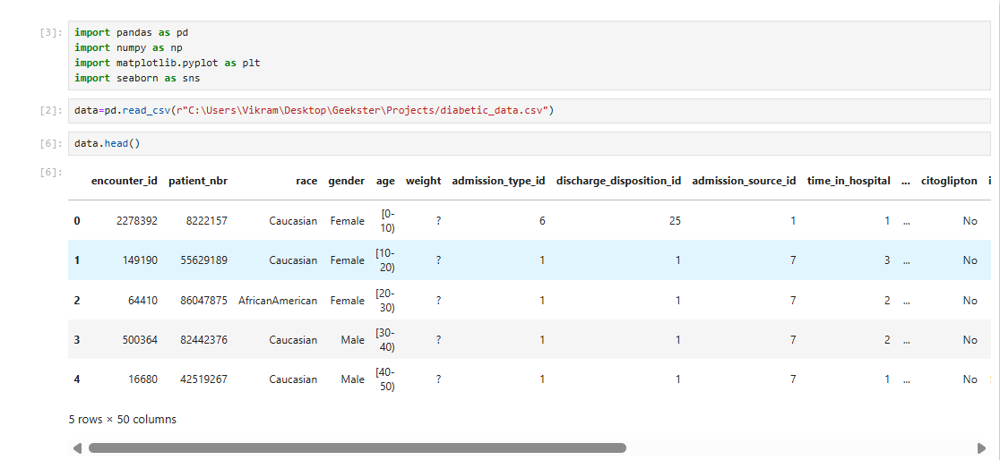 [3]: import pandas as pd
import numpy as np
import matplotlib.pyplot as plt
import seaborn as sns
[2]: data=pd.read_csv(r"C:\Users\Vikram\Desktop\Geekster\Projects/diabetic_data.csv")
[6]: data.head()
[6]:
encounter_id patient_nbr race gender age weight admission_type_id discharge_disposition_id admission_source_id time_in_hospital ... citoglipton i
0 2278392 8222157 Caucasian Female [0-10) ? 6 25 1 1 ... No
1 149190 55629189 Caucasian Female [10-20) ? 1 1 7 3 ... No
2 64410 86047875 AfricanAmerican Female [20-30) ? 1 1 7 2 ... No
3 500364 82442376 Caucasian Male [30-40) ? 1 1 7 2 ... No
4 16680 42519267 Caucasian Male [40-50) ? 1 1 7 1 ... No
5 rows × 50 columns